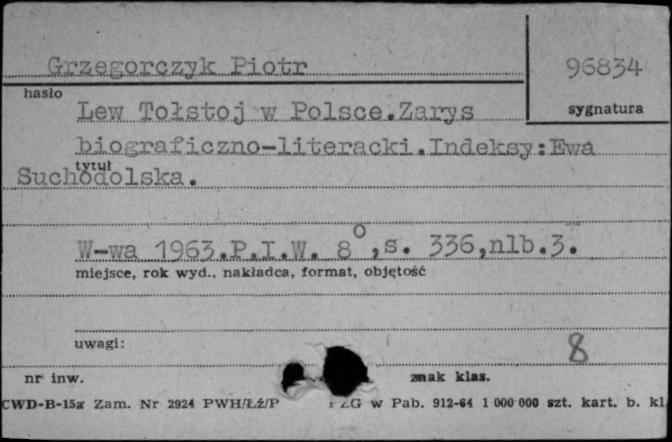 Grzegorczyk Piotr
96834
hasło
sygnatura
Lew Tołstoj w Polsce.Zarys
biograficzno-literacki.Indeksy:Ewa
tytuł
Suchodolska.
W-wa 1963.P.I.W. 8°,s. 336,nlb.3.
miejsce, rok wyd., nakładca, format, objętość
uwagi:
8
nr inw.
znak klas.
CWD-B-15a Zam. Nr 2924 PWH/Łź/P PZG w Pab. 912-64 1 000 000 szt. kart. b. kl